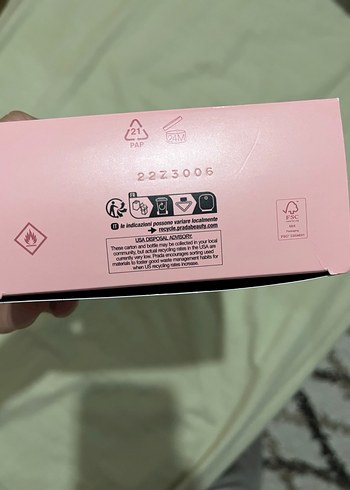 21
PAP
24M
22Z3006
FR
IT le indicazioni possono variare localmente
recycle.pradabeauty.com
USA DISPOSAL ADVISORY:
These carton and bottle may be collected in your local
community, but actual recycling rates in the USA are
currently very low. Prada encourages sorting used
materials to foster good waste management habits for
when US recycling rates increase.
FSC